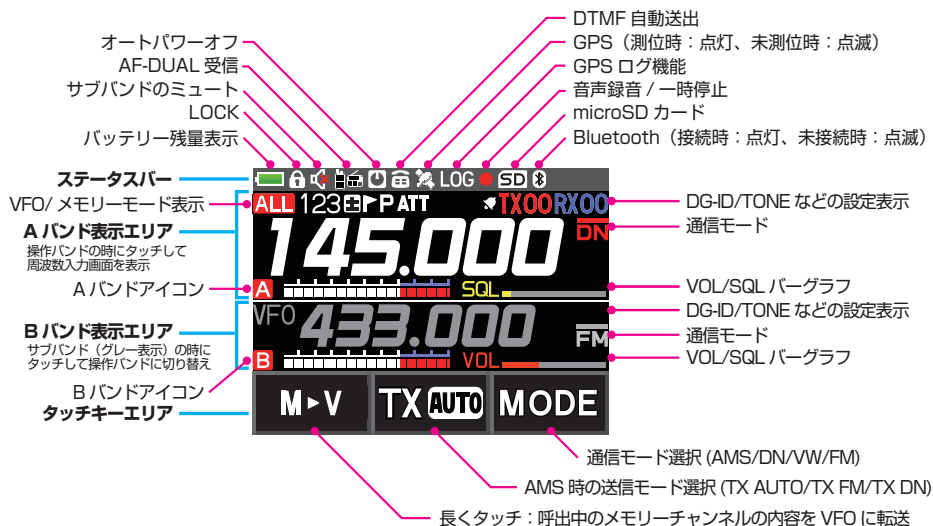 DTMF 自動送出
オートパワーオフ
GPS（測位時：点灯、未測位時：点滅）
AF-DUAL 受信
GPS ログ機能
サブバンドのミュート
音声録音 / 一時停止
LOCK
microSD カード
バッテリー残量表示
Bluetooth（接続時：点灯、未接続時：点滅）
ステータスバー
LOG SD
VFO/ メモリーモード表示
ALL 123 P ATT TX00 RX00
DG-ID/TONE などの設定表示
A バンド表示エリア
操作バンドの時にタッチして
周波数入力画面を表示
145.000 DN
通信モード
A バンドアイコン
A SQL
VOL/SQL バーグラフ
DG-ID/TONE などの設定表示
B バンド表示エリア
サブバンド（グレー表示）の時に
タッチして操作バンドに切り替え
VFO 433.000 FM
通信モード
B VOL
VOL/SQL バーグラフ
B バンドアイコン
タッチキーエリア
M►V TX AUTO MODE
通信モード選択 (AMS/DN/VW/FM)
AMS 時の送信モード選択 (TX AUTO/TX FM/TX DN)
長くタッチ：呼出中のメモリーチャンネルの内容を VFO に転送